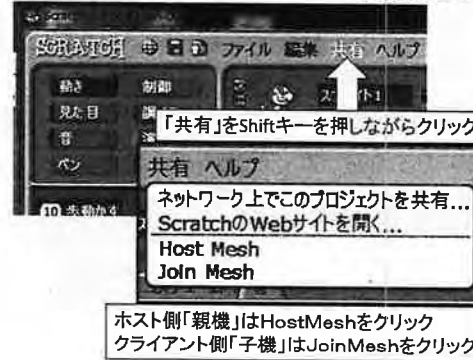 SCRATCH ファイル 編集 共有 ヘルプ
動き 制御
見た目
音
ペン
「共有」をShiftキーを押しながらクリック
共有 ヘルプ
ネットワーク上でこのプロジェクトを共有...
ScratchのWebサイトを開く...
Host Mesh
Join Mesh
10 歩動かす
ホスト側「親機」はHostMeshをクリック
クライアント側「子機」はJoinMeshをクリック